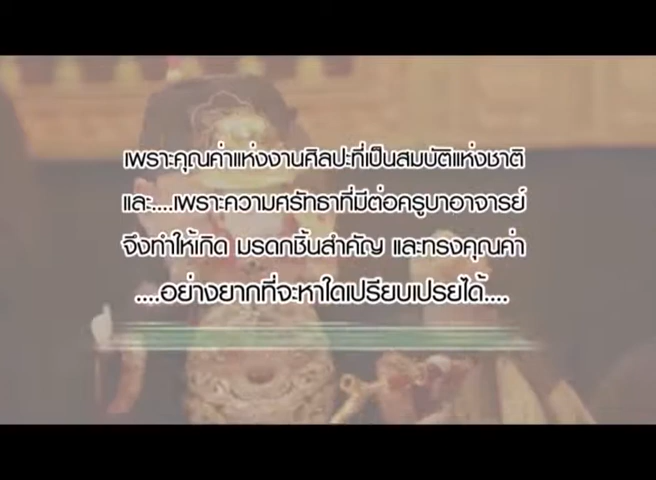 เพราะคุณค่าแห่งงานศิลปะที่เป็นสมบัติแห่งชาติ
และ....เพราะความศรัทธาที่มีต่อครูบาอาจารย์
จึงทำให้เกิด มรดกชิ้นสำคัญ และทรงคุณค่า
....อย่างยากที่จะหาใดเปรียบเปรยได้....